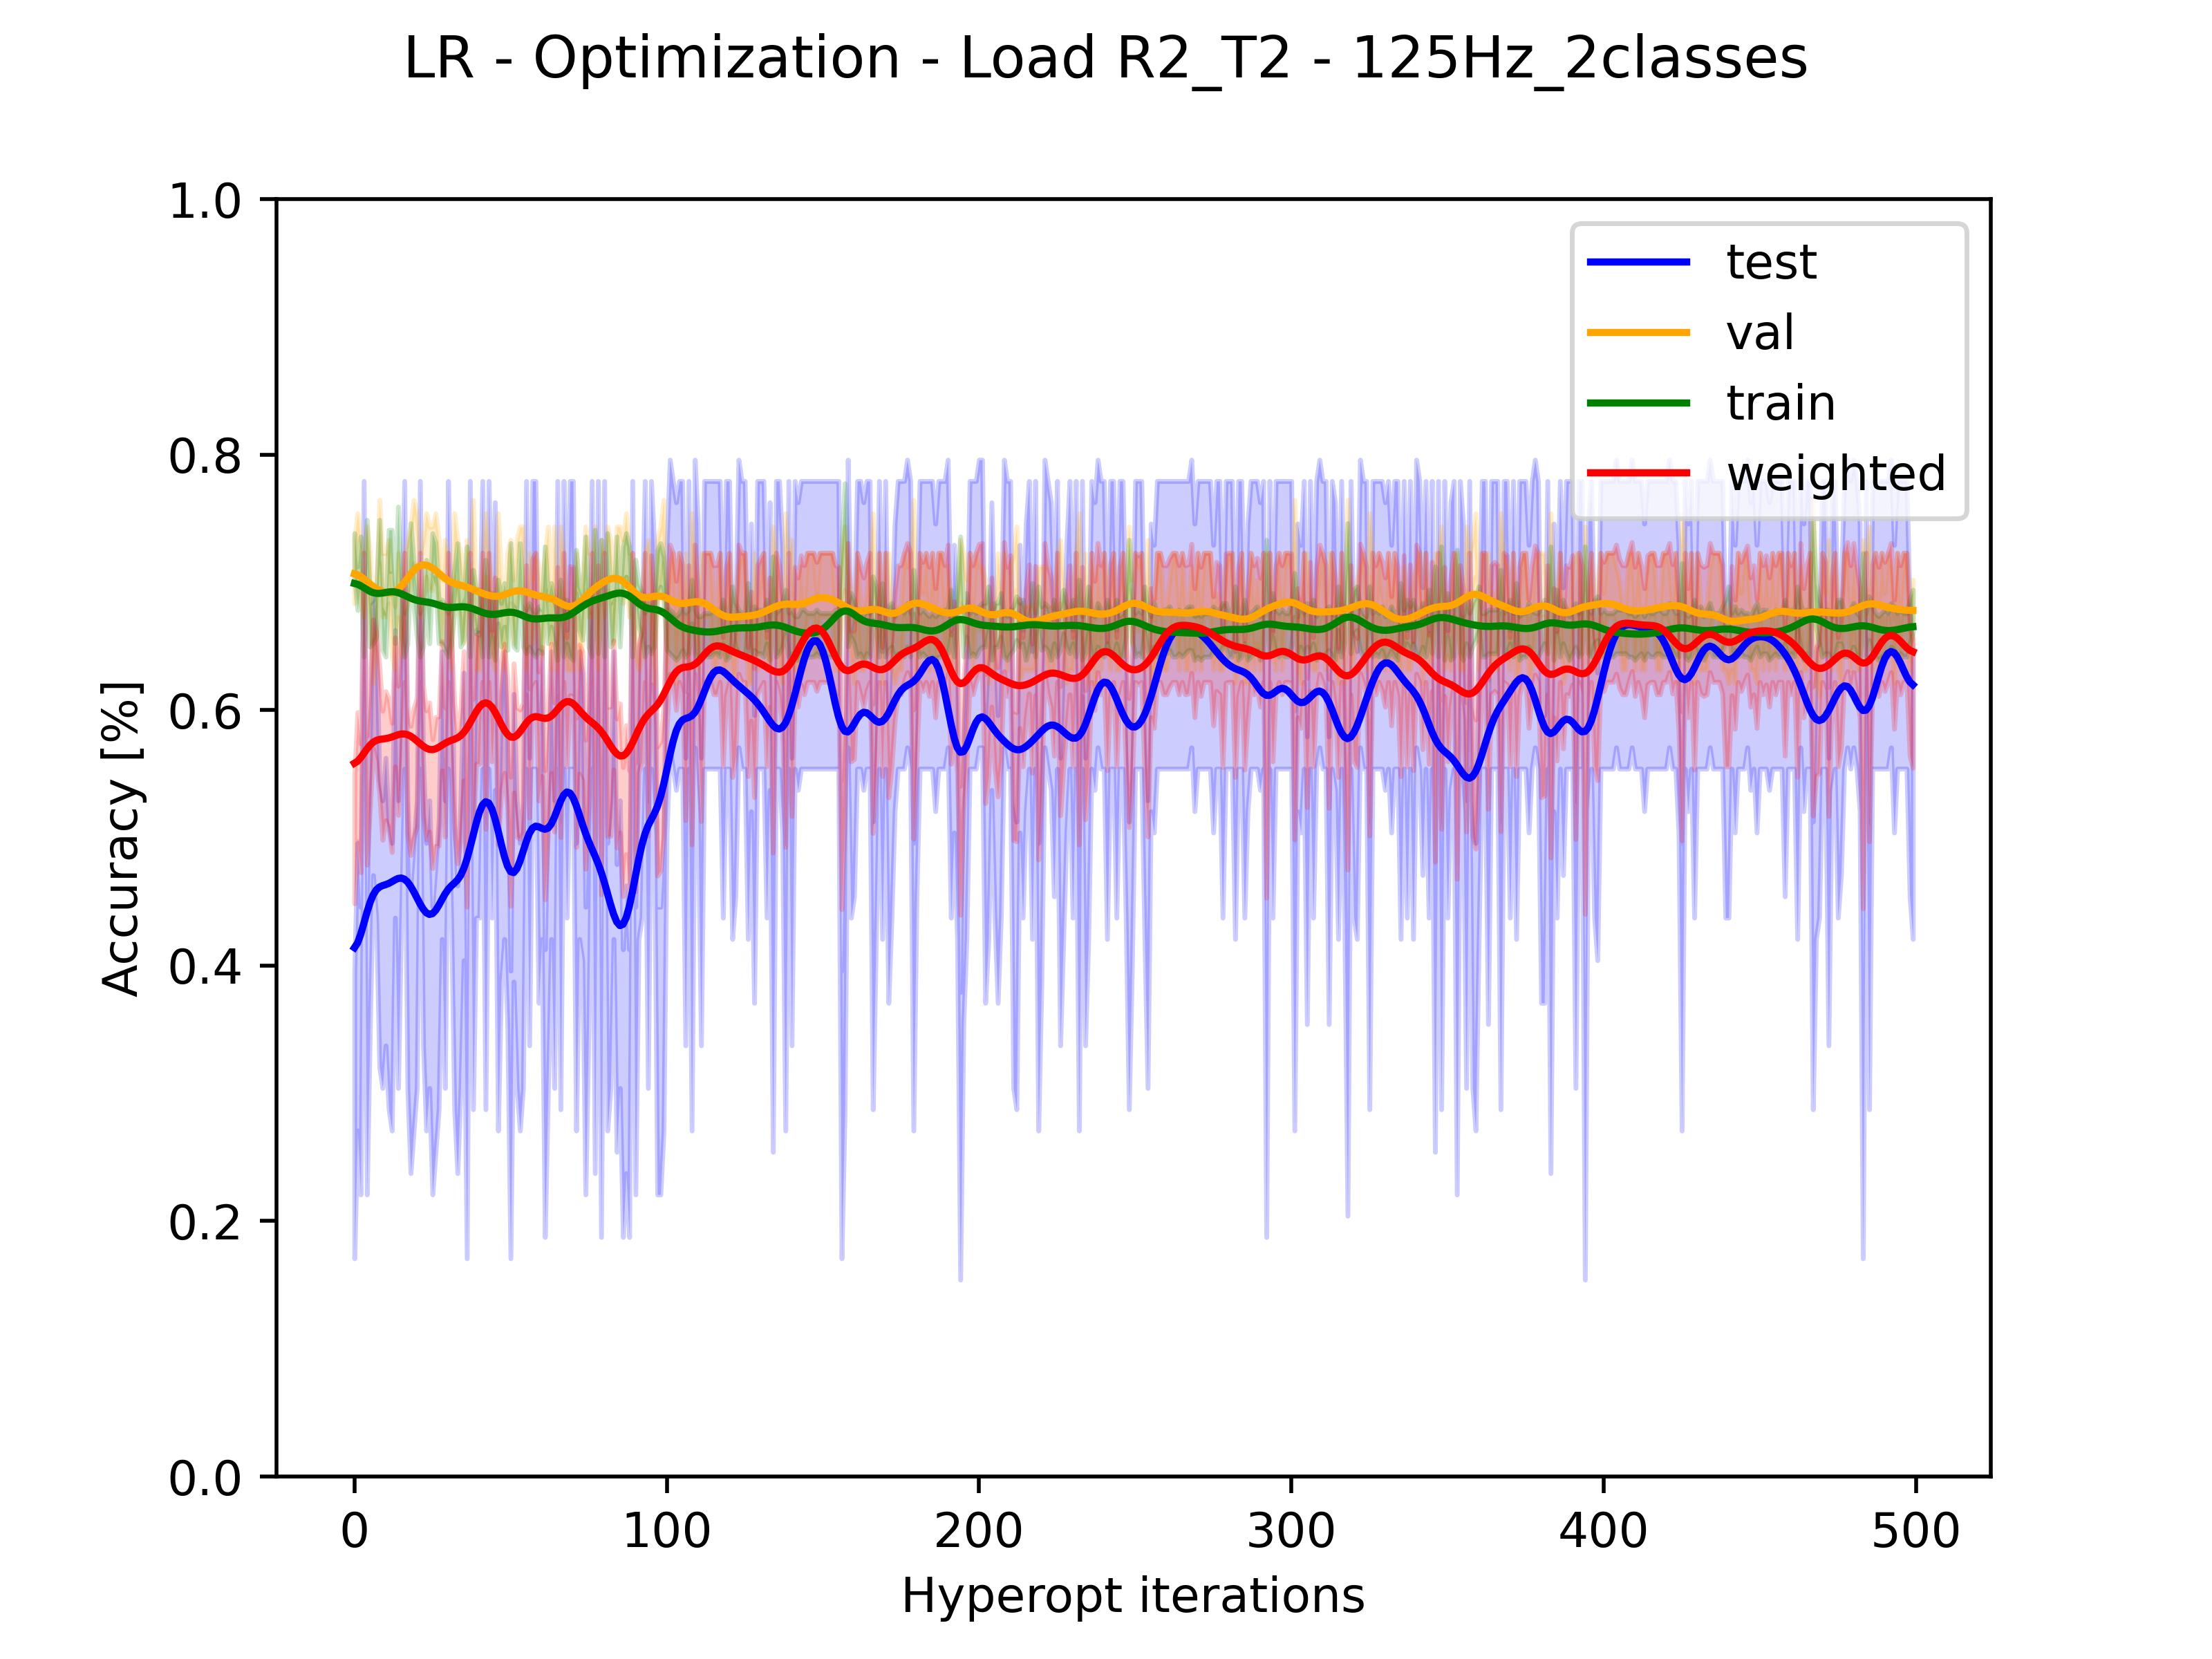 LR - Optimization - Load R2_T2 - 125Hz_2classes
1.0
0.8
0.6
0.4
0.2
0.0
Accuracy [%]
test
val
train
weighted
0 100 200 300 400 500
Hyperopt iterations